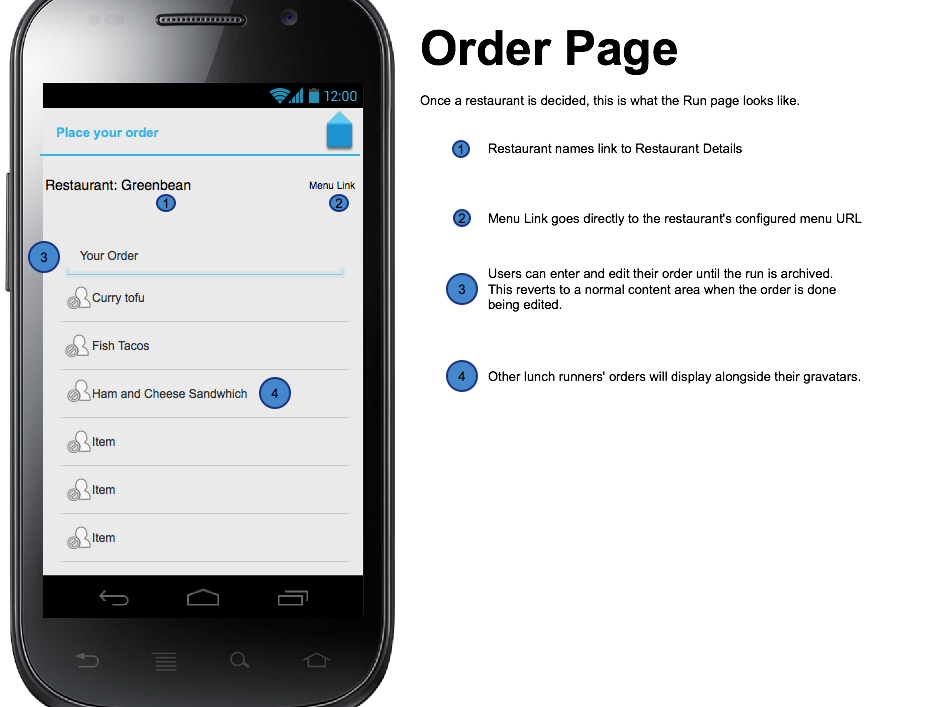 Order Page
Once a restaurant is decided, this is what the Run page looks like.
1 Restaurant names link to Restaurant Details
2 Menu Link goes directly to the restaurant's configured menu URL
3 Users can enter and edit their order until the run is archived.
This reverts to a normal content area when the order is done
being edited.
4 Other lunch runners' orders will display alongside their gravatars.
12:00
Place your order
Restaurant: Greenbean
Menu Link
1
2
3 Your Order
Curry tofu
Fish Tacos
Ham and Cheese Sandwhich 4
Item
Item
Item